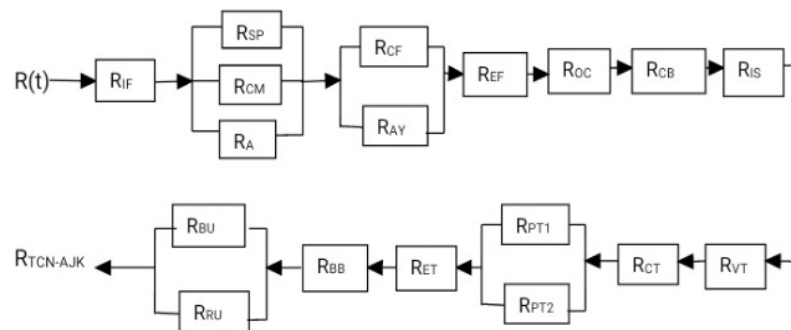 R(t)
RIF
RSP
RCM
RA
RCF
RAY
REF
ROC
RCB
RIS
RTCN-AJK
RBU
RRU
RBB
RET
RPT1
RPT2
RCT
RVT